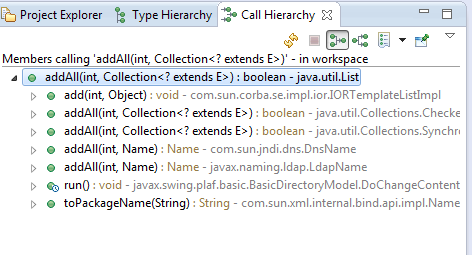 Project Explorer Type Hierarchy Call Hierarchy
Members calling 'addAll(int, Collection<? extends E>)' - in workspace
addAll(int, Collection<? extends E>) : boolean - java.util.List
add(int, Object) : void - com.sun.corba.se.impl.ior.IORTemplateListImpl
addAll(int, Collection<? extends E>) : boolean - java.util.Collections.Checke
addAll(int, Collection<? extends E>) : boolean - java.util.Collections.Synchr
addAll(int, Name) : Name - com.sun.jndi.dns.DnsName
addAll(int, Name) : Name - javax.naming.ldap.LdapName
run() : void - javax.swing.plaf.basic.BasicDirectoryModel.DoChangeContent
toPackageName(String) : String - com.sun.xml.internal.bind.api.impl.Name